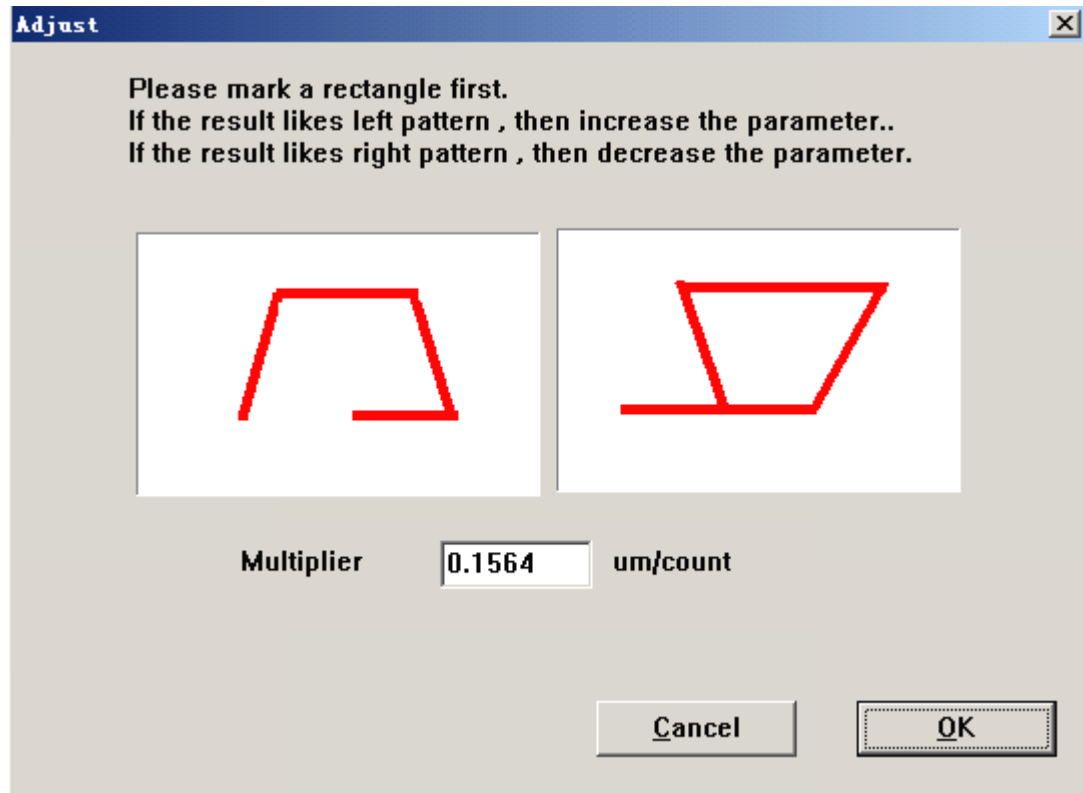 Adjust
Please mark a rectangle first.
If the result likes left pattern , then increase the parameter..
If the result likes right pattern , then decrease the parameter.
Multiplier 0.1564 um/count
Cancel OK